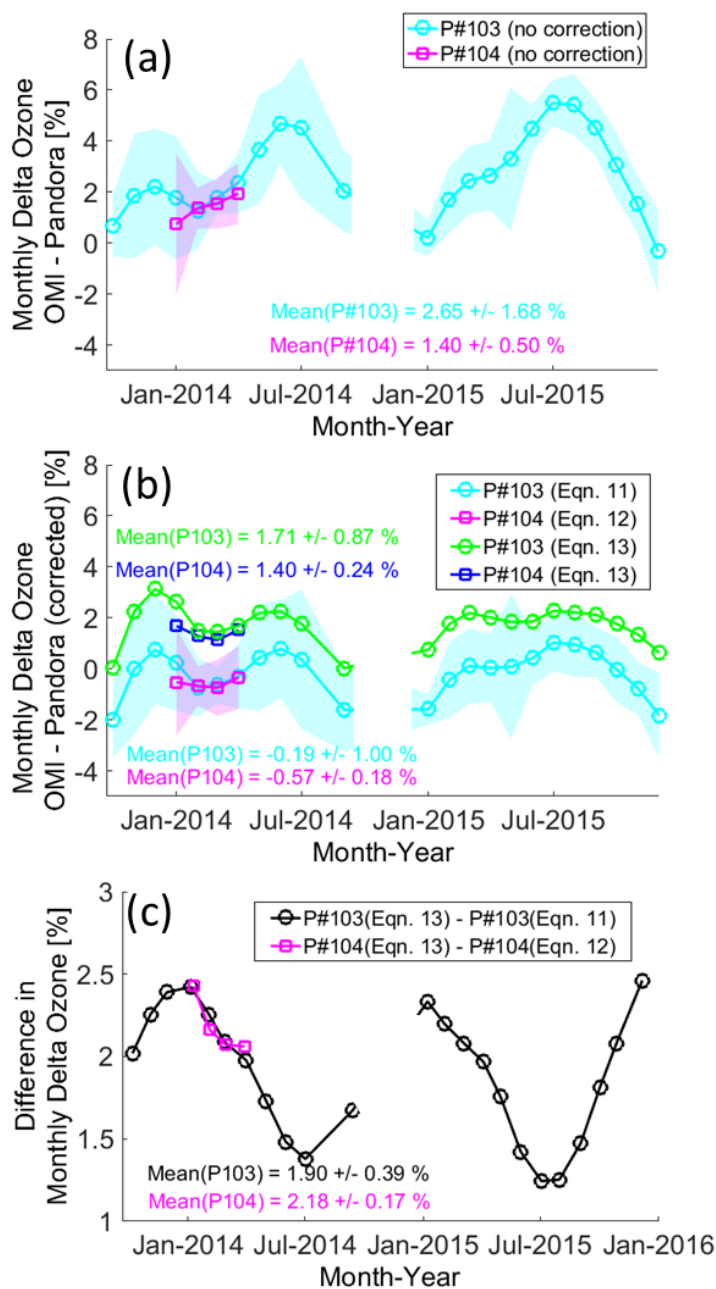 (a)
P#103 (no correction)
P#104 (no correction)
Monthly Delta Ozone
OMI - Pandora [%]
8
6
4
2
0
-2
-4
Mean(P#103) = 2.65 +/- 1.68 %
Mean(P#104) = 1.40 +/- 0.50 %
Jan-2014
Jul-2014
Jan-2015
Jul-2015
Month-Year
(b)
P#103 (Eqn. 11)
P#104 (Eqn. 12)
P#103 (Eqn. 13)
P#104 (Eqn. 13)
Monthly Delta Ozone
OMI - Pandora (corrected) [%]
8
6
4
2
0
-2
-4
Mean(P103) = 1.71 +/- 0.87 %
Mean(P104) = 1.40 +/- 0.24 %
Mean(P103) = -0.19 +/- 1.00 %
Mean(P104) = -0.57 +/- 0.18 %
Jan-2014
Jul-2014
Jan-2015
Jul-2015
Month-Year
(c)
P#103(Eqn. 13) - P#103(Eqn. 11)
P#104(Eqn. 13) - P#104(Eqn. 12)
Difference in
Monthly Delta Ozone [%]
3
2.5
2
1.5
1
Mean(P103) = 1.90 +/- 0.39 %
Mean(P104) = 2.18 +/- 0.17 %
Jan-2014
Jul-2014
Jan-2015
Jul-2015
Jan-2016
Month-Year